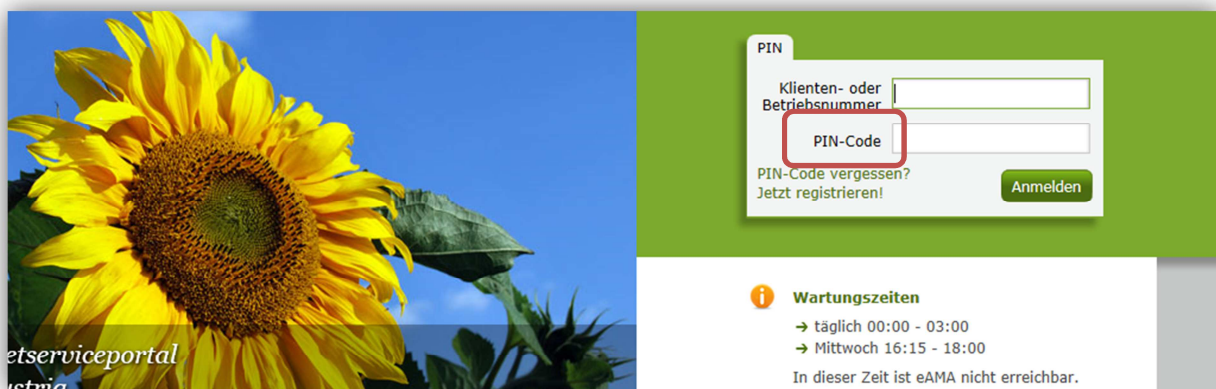 PIN
Klienten- oder
Betriebsnummer
PIN-Code
PIN-Code vergessen?
Jetzt registrieren!
Anmelden
Wartungszeiten
→ täglich 00:00 - 03:00
→ Mittwoch 16:15 - 18:00
In dieser Zeit ist eAMA nicht erreichbar.
etserviceportal